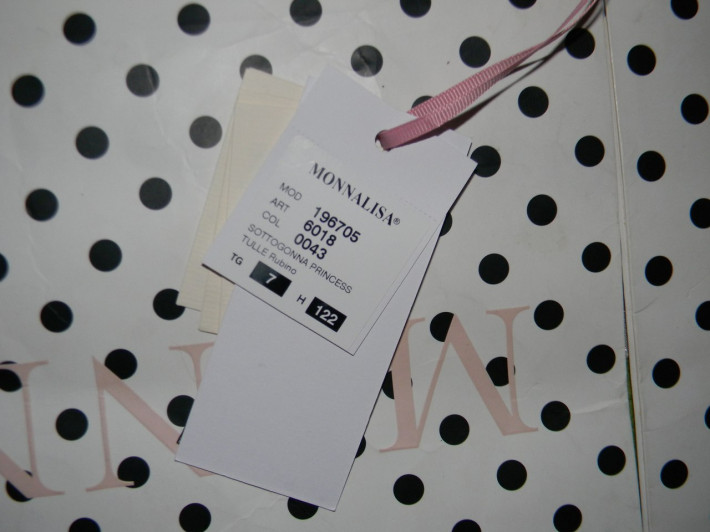 MONNALISA®
MOD 196705
ART 6018
COL 0043
SOTTOGONNA PRINCESS
TULLE Rubino
TG 7 H 122
N N M